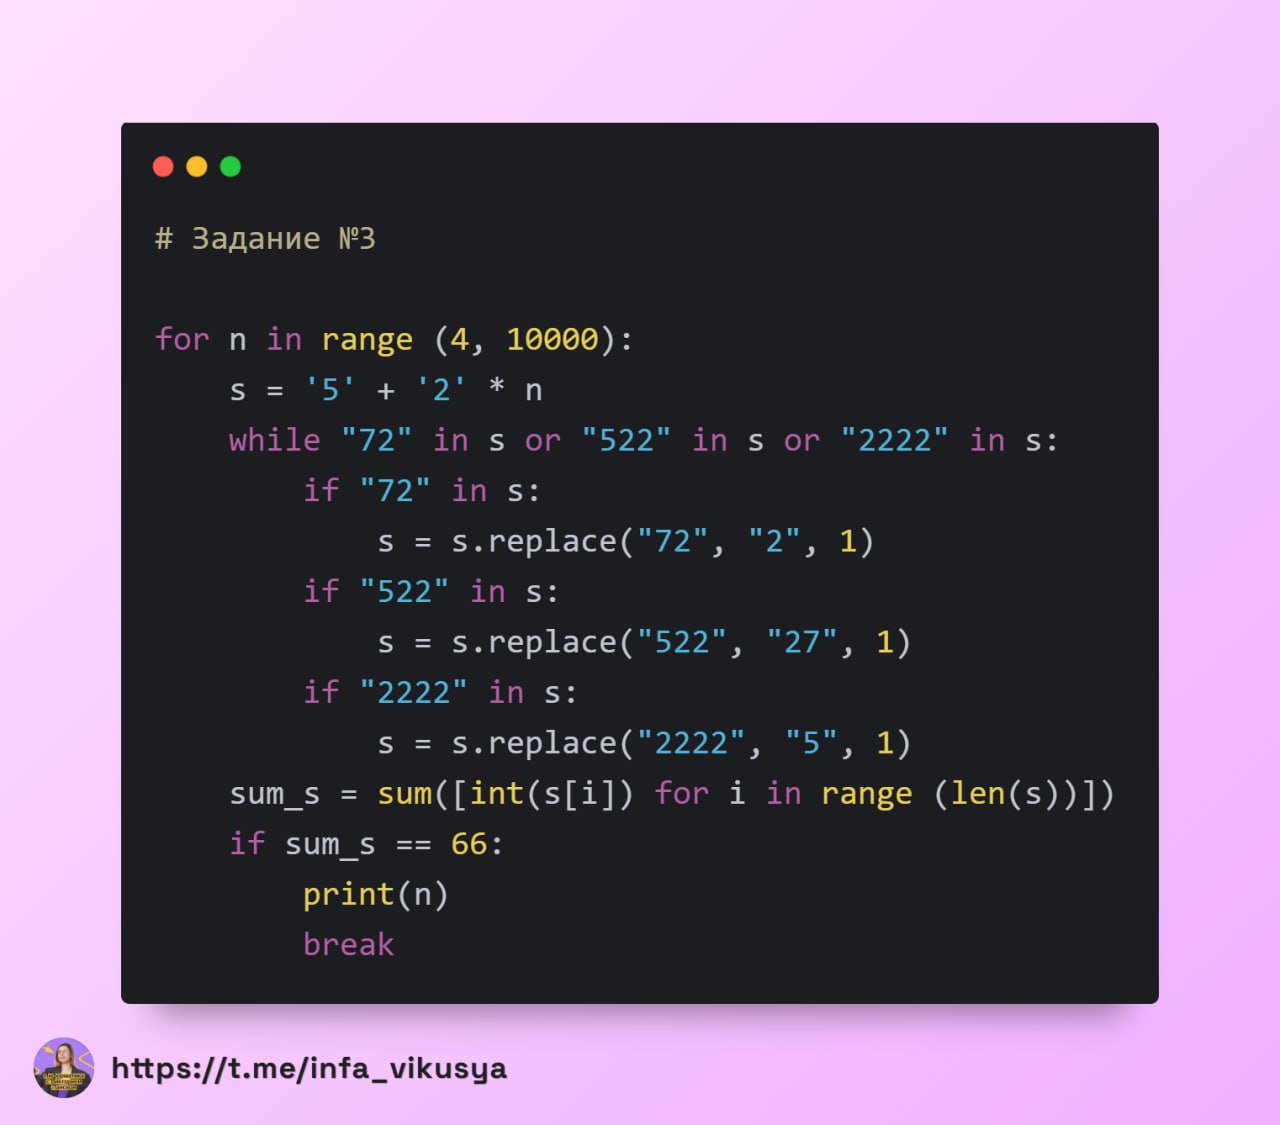 # Задание №3
for n in range (4, 10000):
    s = '5' + '2' * n
    while "72" in s or "522" in s or "2222" in s:
        if "72" in s:
            s = s.replace("72", "2", 1)
        if "522" in s:
            s = s.replace("522", "27", 1)
        if "2222" in s:
            s = s.replace("2222", "5", 1)
    sum_s = sum([int(s[i]) for i in range (len(s))])
    if sum_s == 66:
        print(n)
        break
https://t.me/infa_vikusya